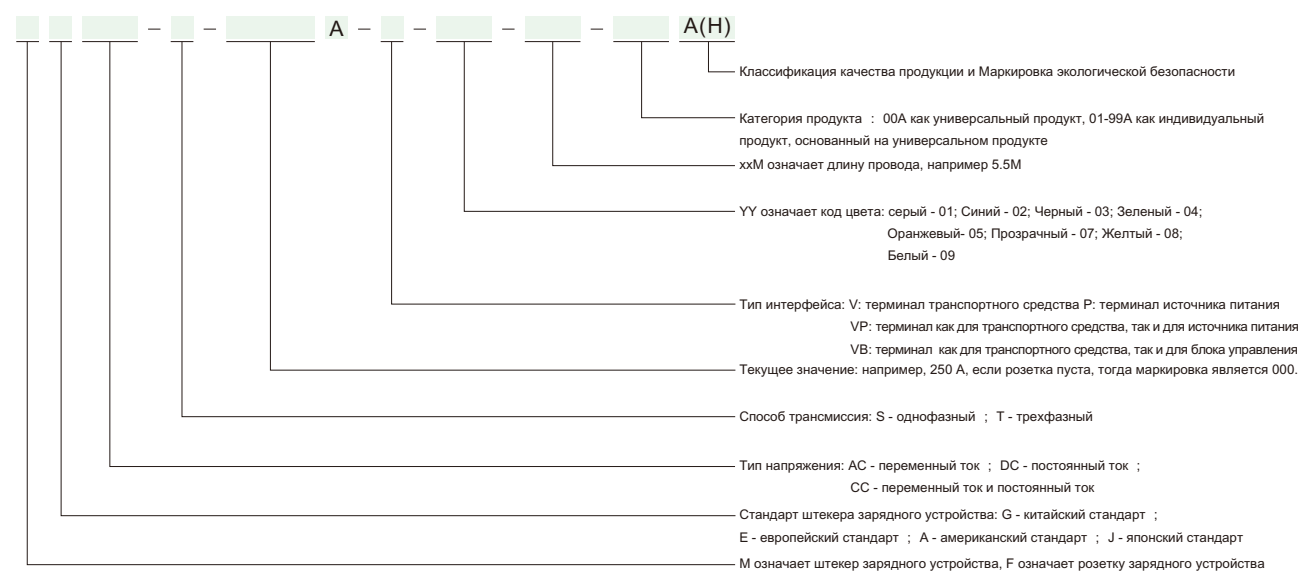 – – A – – – – A(H)
Классификация качества продукции и Маркировка экологической безопасности
Категория продукта : 00A как универсальный продукт, 01-99A как индивидуальный
продукт, основанный на универсальном продукте
xxM означает длину провода, например 5.5M
YY означает код цвета: серый - 01; Синий - 02; Черный - 03; Зеленый - 04;
Оранжевый- 05; Прозрачный - 07; Желтый - 08;
Белый - 09
Тип интерфейса: V: терминал транспортного средства P: терминал источника питания
VP: терминал как для транспортного средства, так и для источника питания
VB: терминал как для транспортного средства, так и для блока управления
Текущее значение: например, 250 А, если розетка пуста, тогда маркировка является 000.
Способ трансмиссия: S - однофазный ; T - трехфазный
Тип напряжения: AC - переменный ток ; DC - постоянный ток ;
CC - переменный ток и постоянный ток
Стандарт штекера зарядного устройства: G - китайский стандарт ;
E - европейский стандарт ; A - американский стандарт ; J - японский стандарт
M означает штекер зарядного устройства, F означает розетку зарядного устройства